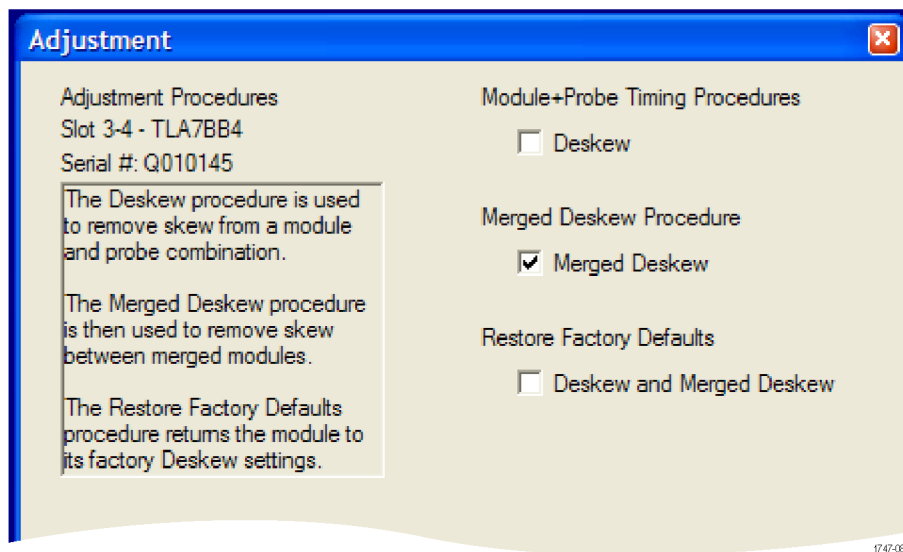 Adjustment
Adjustment Procedures
Slot 3-4 - TLA7BB4
Serial #: Q010145
The Deskew procedure is used
to remove skew from a module
and probe combination.
The Merged Deskew procedure
is then used to remove skew
between merged modules.
The Restore Factory Defaults
procedure returns the module to
its factory Deskew settings.
Module+Probe Timing Procedures
Deskew
Merged Deskew Procedure
Merged Deskew
Restore Factory Defaults
Deskew and Merged Deskew